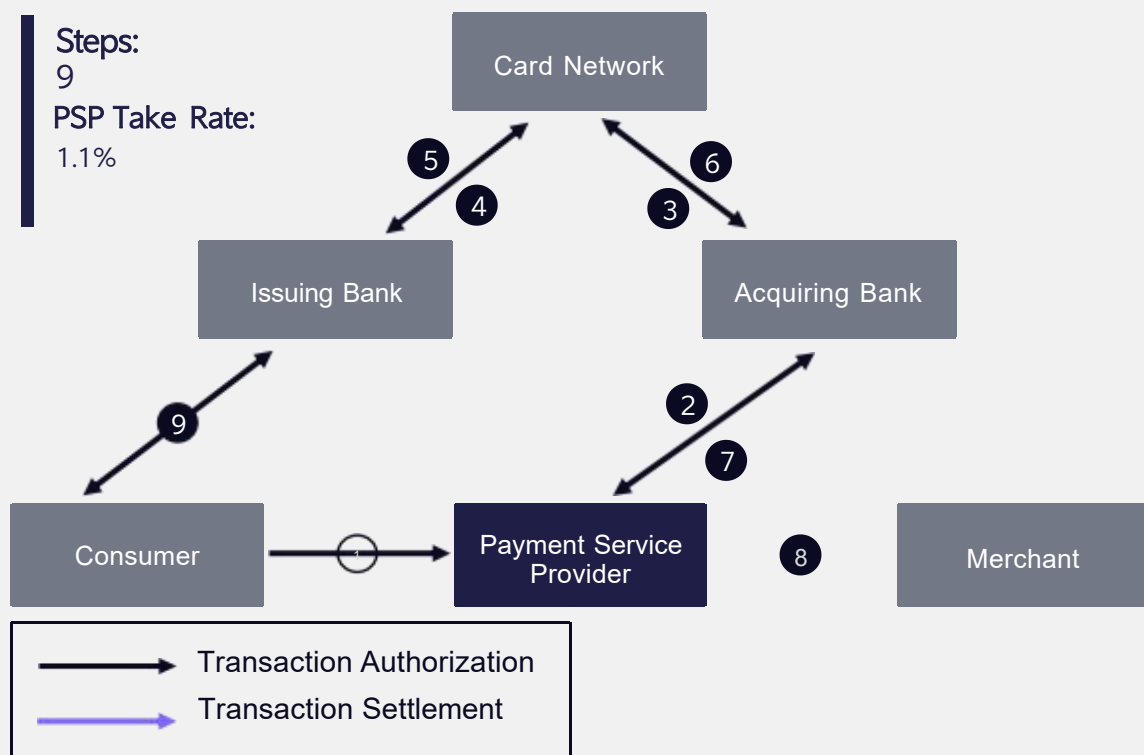 Steps:
9
PSP Take Rate:
1.1%
Card Network
5
6
4
3
Issuing Bank
Acquiring Bank
2
9
7
Consumer
1
Payment Service
Provider
8
Merchant
Transaction Authorization
Transaction Settlement